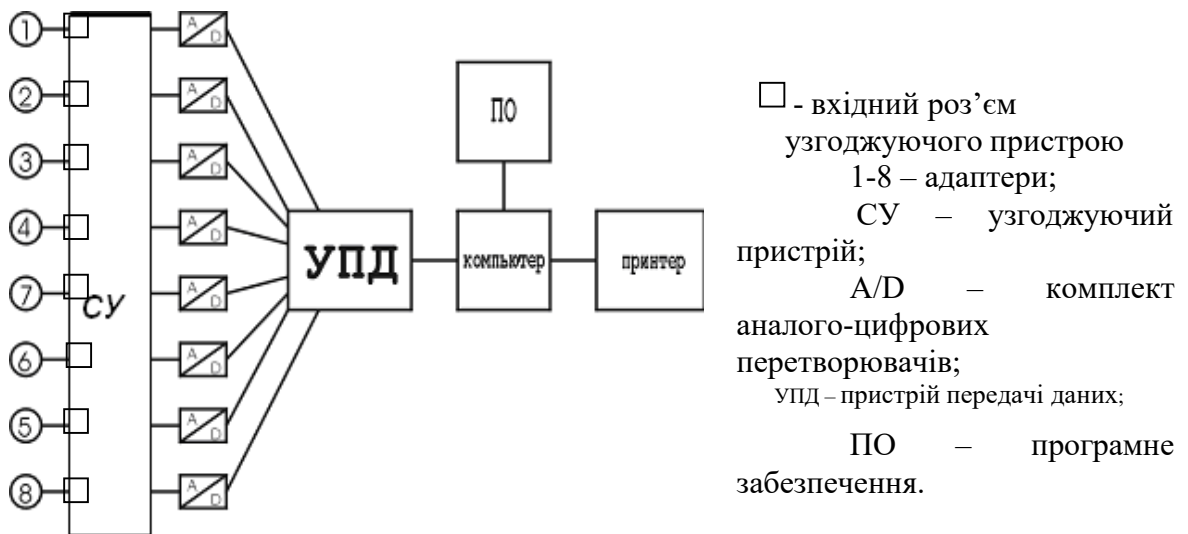 1
2
3
4
7
6
5
8
СУ
A/D
A/D
A/D
A/D
A/D
A/D
A/D
A/D
УПД
ПО
компьютер
принтер
- вхідний роз’єм
узгоджуючого пристрою
1-8 – адаптери;
СУ – узгоджуючий
пристрій;
A/D – комплект
аналого-цифрових
перетворювачів;
УПД – пристрій передачі даних;
ПО – програмне
забезпечення.